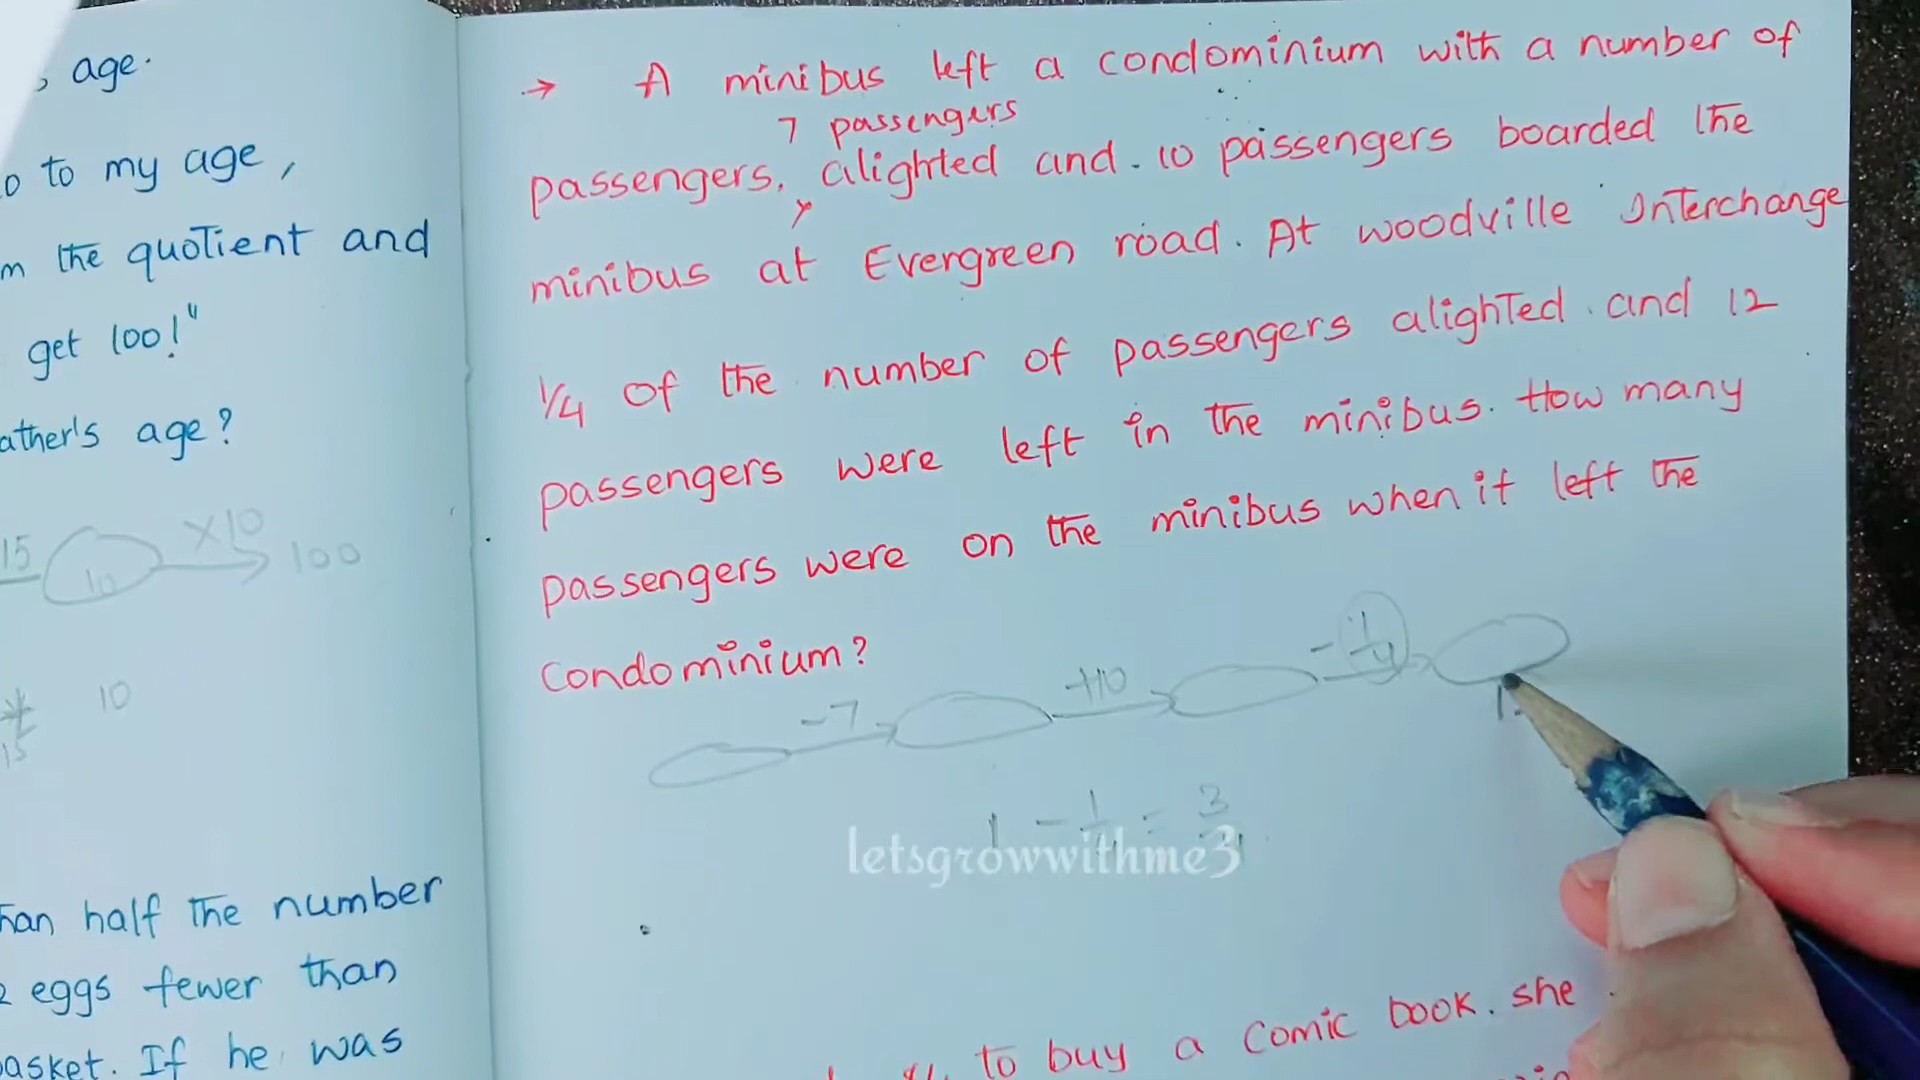 , age.
to my age,
the quotient and
get 100!"
age?
15 10 ×10 100
10
15
half the number
eggs fewer than
If he was
→ A minibus left a condominium with a number of
7 passengers
passengers, alighted and 10 passengers boarded the
minibus at Evergreen road. At woodville Interchange
1/4 of the number of passengers alighted and 12
passengers were left in the minibus. How many
passengers were on the minibus when it left the
Condominium?
-7 +10 - 1/4
1 - 1/4 = 3/4
letsgrowwithme3
to buy a comic book. she